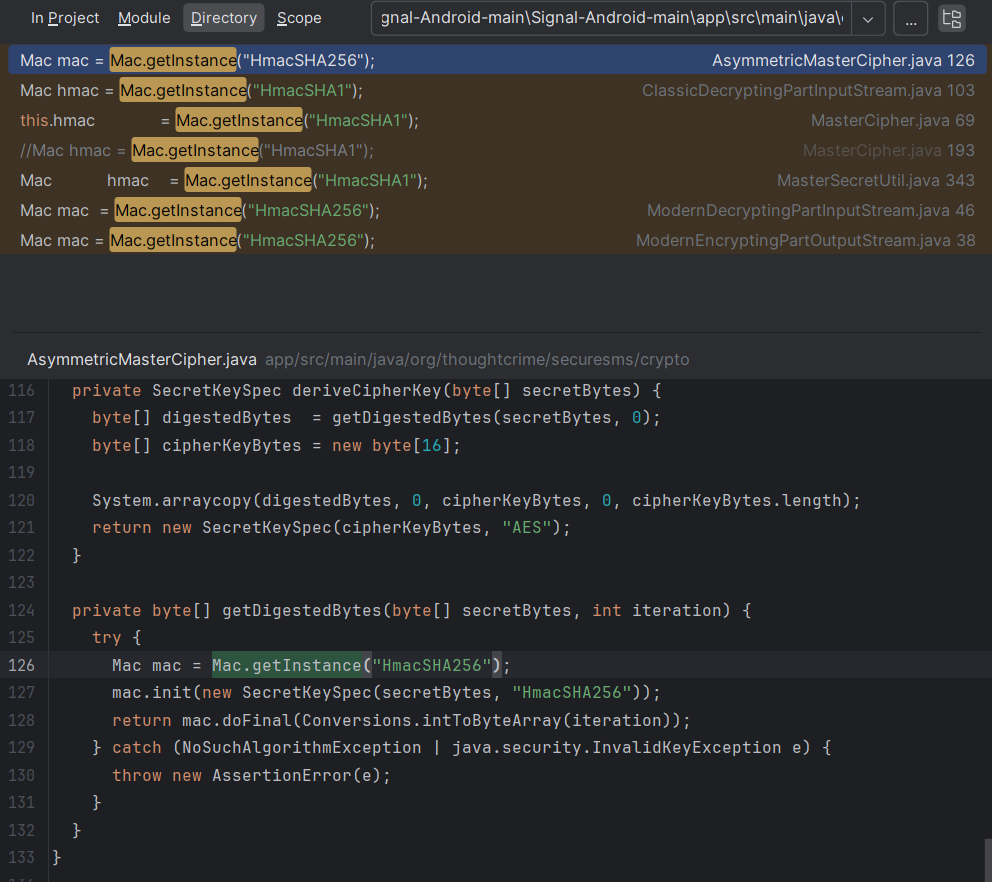 In Project Module Directory Scope gnal-Android-main\Signal-Android-main\app\src\main\java\ ...
Mac mac = Mac.getInstance("HmacSHA256"); AsymmetricMasterCipher.java 126
Mac hmac = Mac.getInstance("HmacSHA1"); ClassicDecryptingPartInputStream.java 103
this.hmac = Mac.getInstance("HmacSHA1"); MasterCipher.java 69
//Mac hmac = Mac.getInstance("HmacSHA1"); MasterCipher.java 193
Mac hmac = Mac.getInstance("HmacSHA1"); MasterSecretUtil.java 343
Mac mac = Mac.getInstance("HmacSHA256"); ModernDecryptingPartInputStream.java 46
Mac mac = Mac.getInstance("HmacSHA256"); ModernEncryptingPartOutputStream.java 38
AsymmetricMasterCipher.java app/src/main/java/org/thoughtcrime/securesms/crypto
116 private SecretKeySpec deriveCipherKey(byte[] secretBytes) {
117 byte[] digestedBytes = getDigestedBytes(secretBytes, 0);
118 byte[] cipherKeyBytes = new byte[16];
119
120 System.arraycopy(digestedBytes, 0, cipherKeyBytes, 0, cipherKeyBytes.length);
121 return new SecretKeySpec(cipherKeyBytes, "AES");
122 }
123
124 private byte[] getDigestedBytes(byte[] secretBytes, int iteration) {
125 try {
126 Mac mac = Mac.getInstance("HmacSHA256");
127 mac.init(new SecretKeySpec(secretBytes, "HmacSHA256"));
128 return mac.doFinal(Conversions.intToByteArray(iteration));
129 } catch (NoSuchAlgorithmException | java.security.InvalidKeyException e) {
130 throw new AssertionError(e);
131 }
132 }
133 }